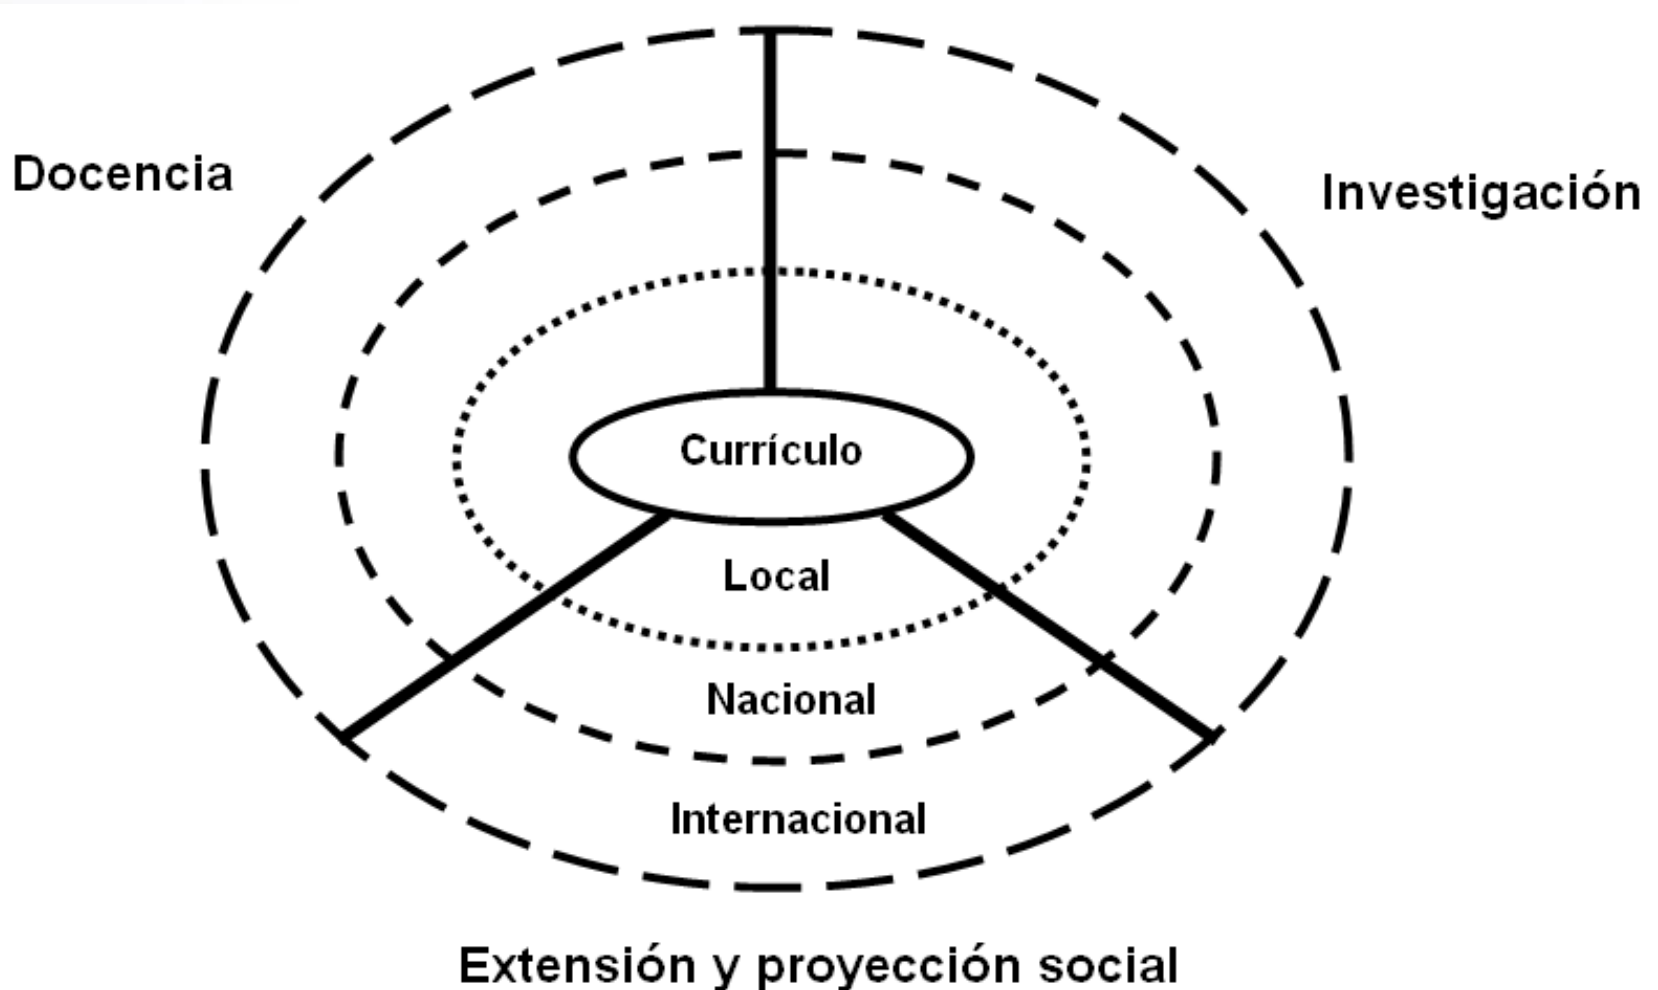 Docencia
Investigación
Currículo
Local
Nacional
Internacional
Extensión y proyección social